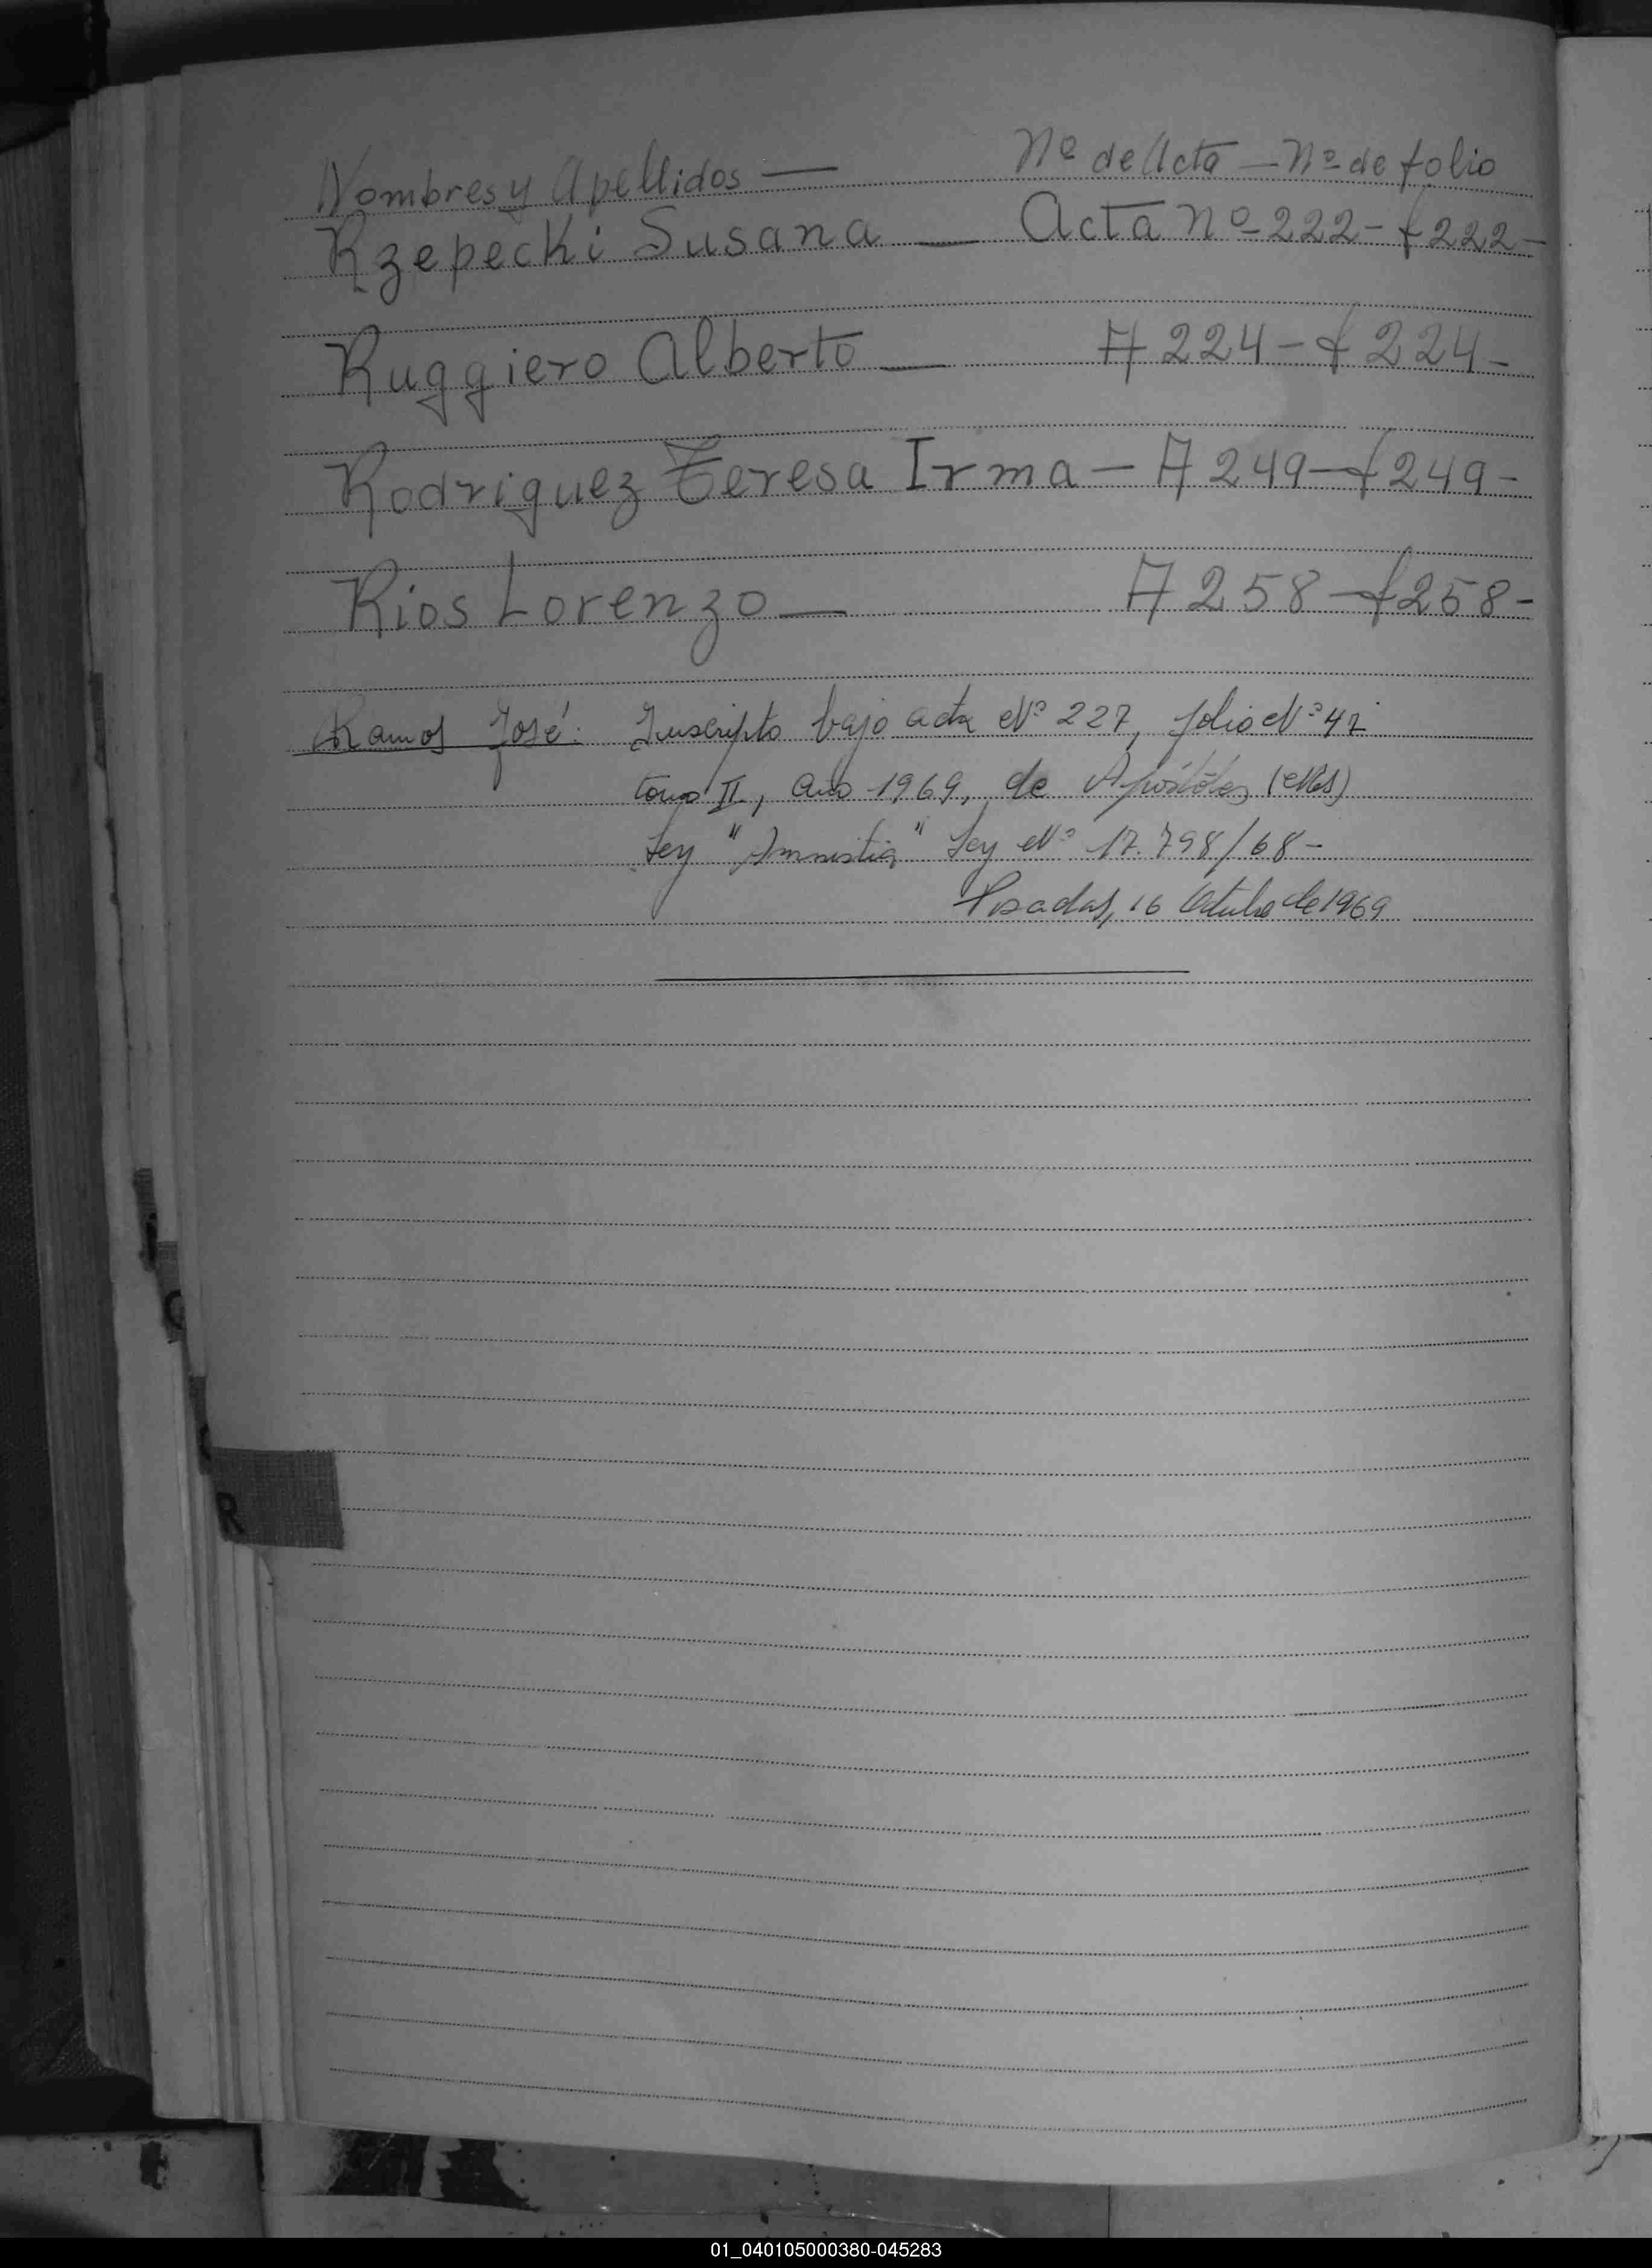 Nombres y Apellidos — Nº de Acta — Nº de folio
Rzepecki Susana — Acta Nº 222 - f 222 -
Ruggiero Alberto — A 224 - f 224 -
Rodriguez Teresa Irma — A 249 - f 249 -
Rios Lorenzo — A 258 - f 258 -
Ramos José: Inscripto bajo acta Nº 227, folio Nº 42
tomo II, año 1969, de Apóstoles (Mes)
Ley "Amnistia" Ley Nº 17.798/68 -
Posadas, 16 Octubre de 1969
R
01_040105000380-045283